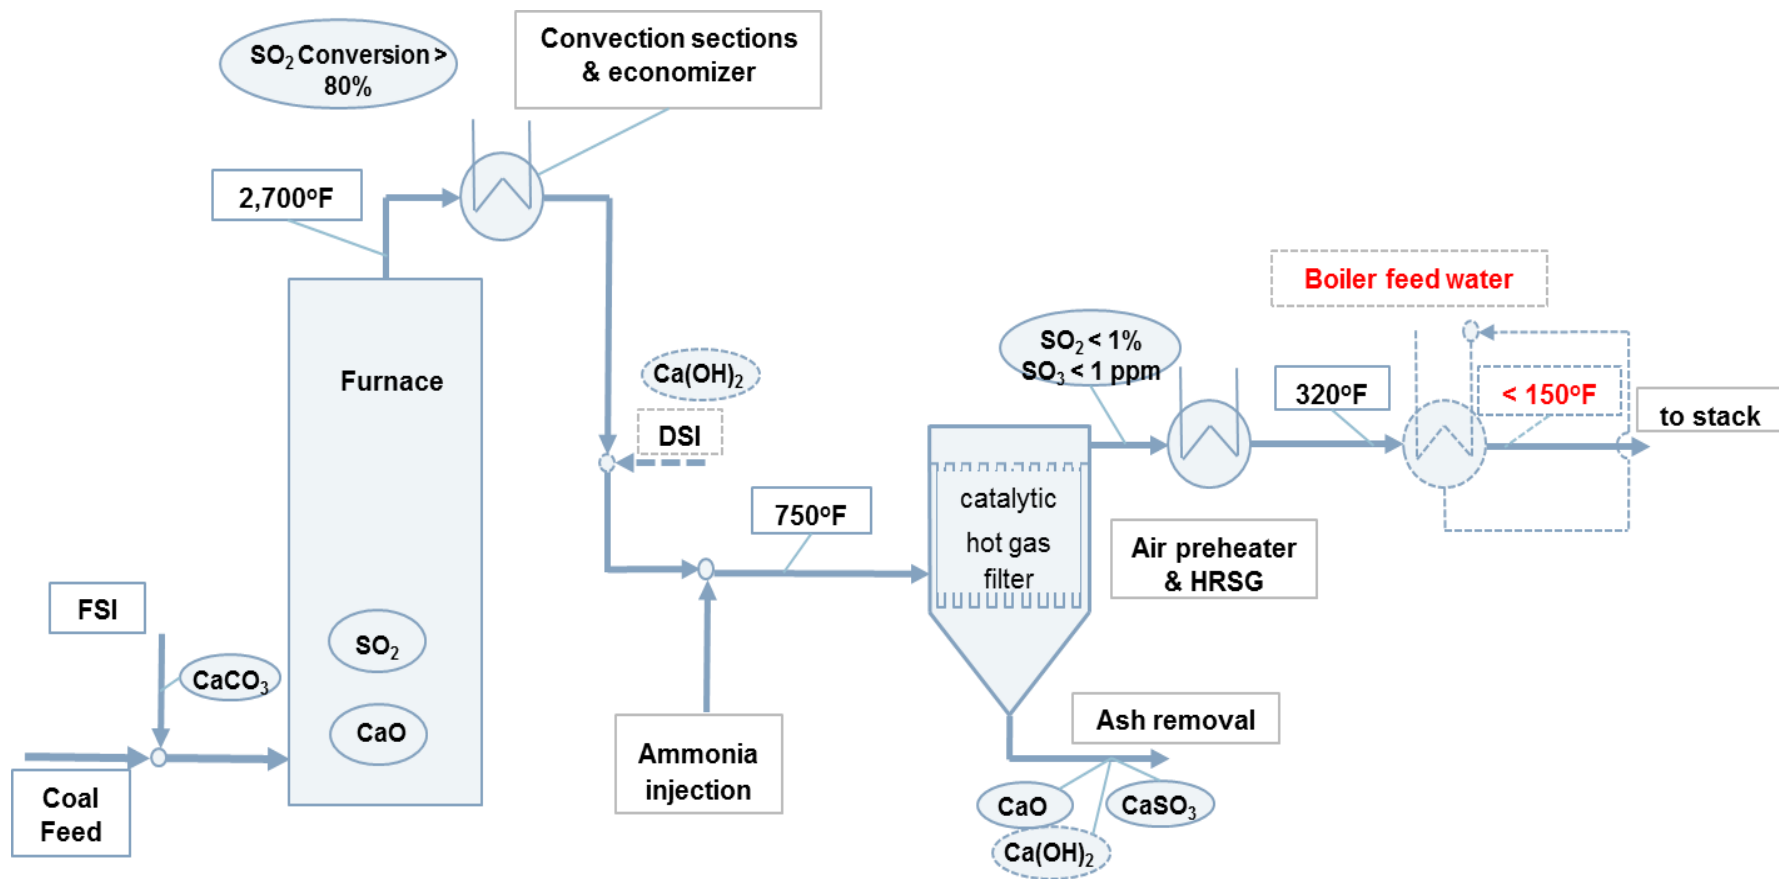 SO₂ Conversion >
80%
Convection sections
& economizer
2,700°F
Boiler feed water
SO₂ < 1%
SO₃ < 1 ppm
Ca(OH)₂
Furnace
320°F
< 150°F
to stack
DSI
catalytic
hot gas
filter
750°F
Air preheater
& HRSG
FSI
SO₂
CaCO₃
CaO
Ash removal
Ammonia
injection
Coal
Feed
CaO
CaSO₃
Ca(OH)₂